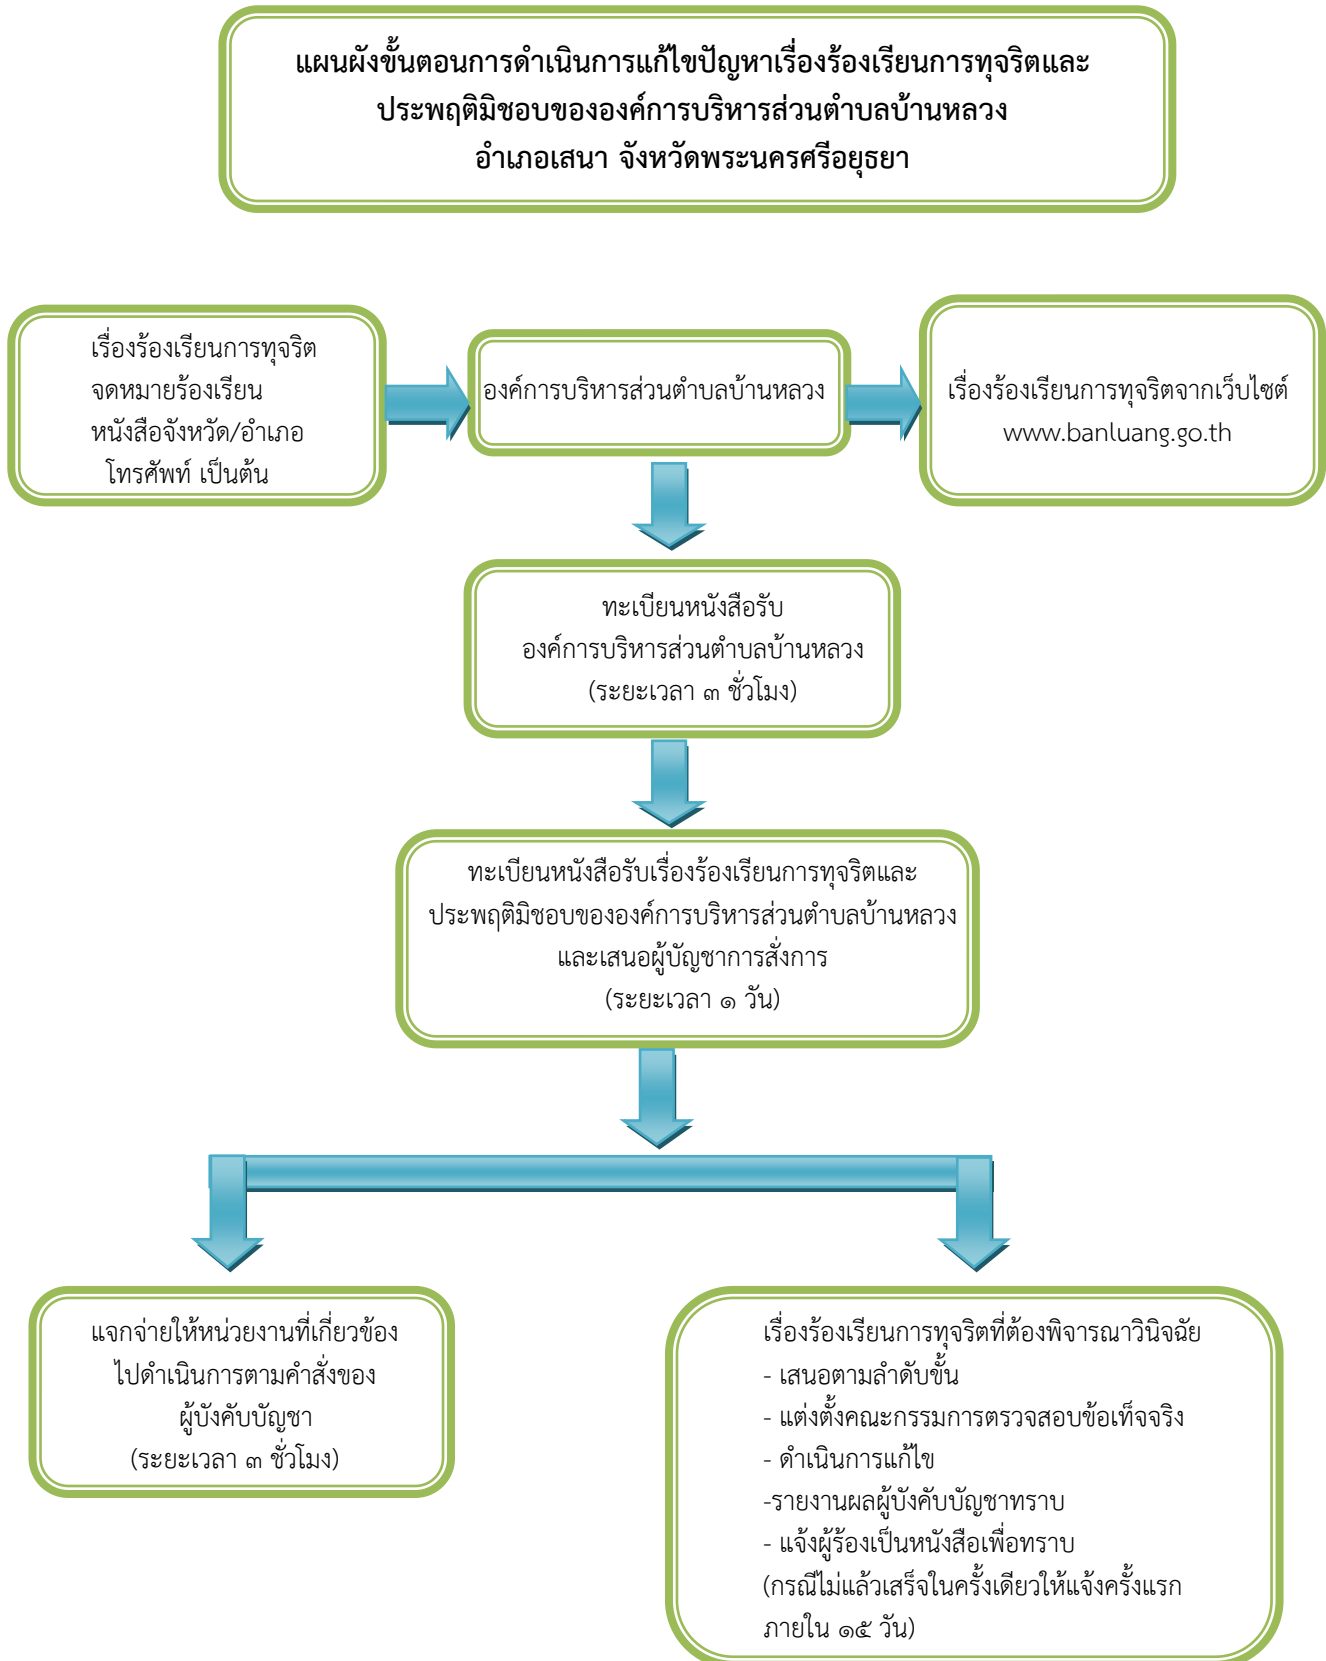 แผนผังขั้นตอนการดำเนินการแก้ไขปัญหาเรื่องร้องเรียนการทุจริตและ
ประพฤติมิชอบขององค์การบริหารส่วนตำบลบ้านหลวง
อำเภอเสนา จังหวัดพระนครศรีอยุธยา
เรื่องร้องเรียนการทุจริต
จดหมายร้องเรียน
หนังสือจังหวัด/อำเภอ
โทรศัพท์ เป็นต้น
องค์การบริหารส่วนตำบลบ้านหลวง
เรื่องร้องเรียนการทุจริตจากเว็บไซต์
www.banluang.go.th
ทะเบียนหนังสือรับ
องค์การบริหารส่วนตำบลบ้านหลวง
(ระยะเวลา ๓ ชั่วโมง)
ทะเบียนหนังสือรับเรื่องร้องเรียนการทุจริตและ
ประพฤติมิชอบขององค์การบริหารส่วนตำบลบ้านหลวง
และเสนอผู้บัญชาการสั่งการ
(ระยะเวลา ๑ วัน)
แจกจ่ายให้หน่วยงานที่เกี่ยวข้อง
ไปดำเนินการตามคำสั่งของ
ผู้บังคับบัญชา
(ระยะเวลา ๓ ชั่วโมง)
เรื่องร้องเรียนการทุจริตที่ต้องพิจารณาวินิจฉัย
- เสนอตามลำดับขั้น
- แต่งตั้งคณะกรรมการตรวจสอบข้อเท็จจริง
- ดำเนินการแก้ไข
-รายงานผลผู้บังคับบัญชาทราบ
- แจ้งผู้ร้องเป็นหนังสือเพื่อทราบ
(กรณีไม่แล้วเสร็จในครั้งเดียวให้แจ้งครั้งแรก
ภายใน ๑๕ วัน)